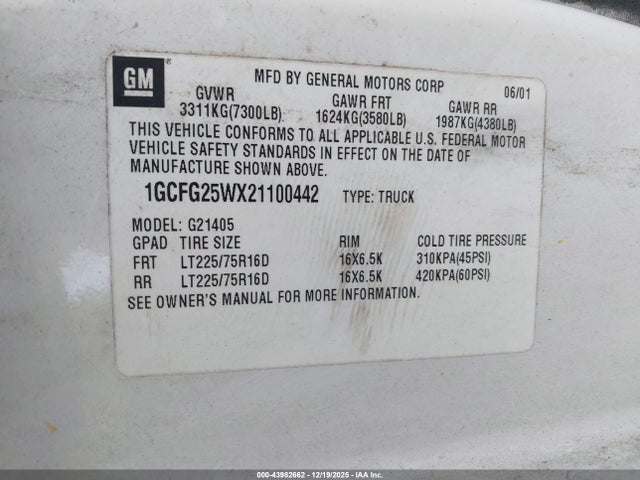 GM
MFD BY GENERAL MOTORS CORP 06/01
GVWR GAWR FRT GAWR RR
3311KG(7300LB) 1624KG(3580LB) 1987KG(4380LB)
THIS VEHICLE CONFORMS TO ALL APPLICABLE U.S. FEDERAL MOTOR
VEHICLE SAFETY STANDARDS IN EFFECT ON THE DATE OF
MANUFACTURE SHOWN ABOVE.
1GCFG25WX21100442 TYPE: TRUCK
MODEL: G21405
GPAD TIRE SIZE RIM COLD TIRE PRESSURE
FRT LT225/75R16D 16X6.5K 310KPA(45PSI)
RR LT225/75R16D 16X6.5K 420KPA(60PSI)
SEE OWNER'S MANUAL FOR MORE INFORMATION.
000-43982662 - 12/19/2025 - IAA Inc.